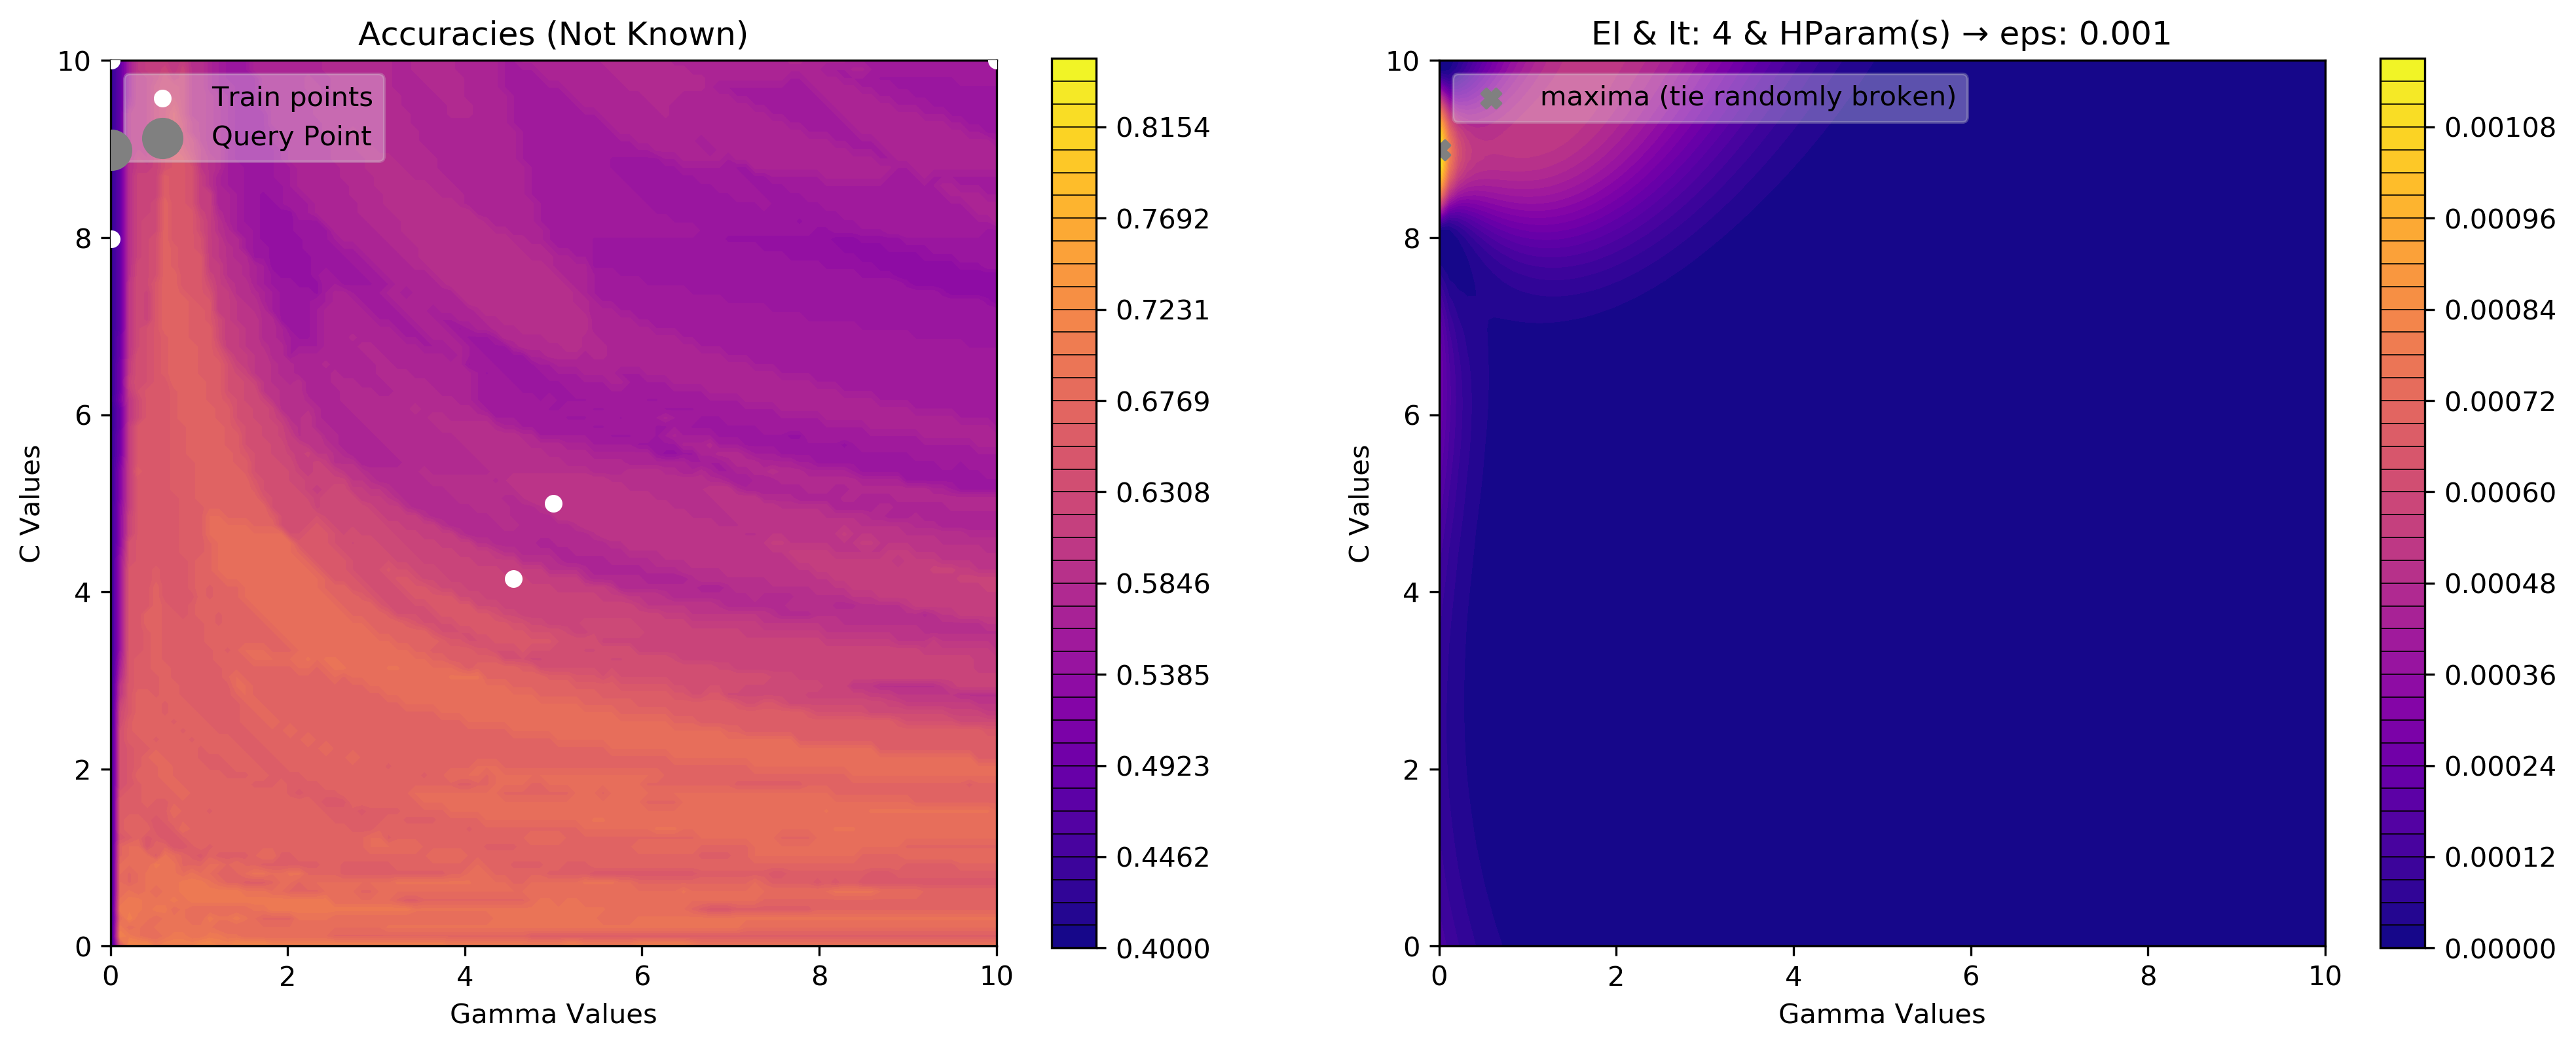 Accuracies (Not Known)
Train points
Query Point
10
8
6
4
2
0
C Values
0 2 4 6 8 10
Gamma Values
0.8154
0.7692
0.7231
0.6769
0.6308
0.5846
0.5385
0.4923
0.4462
0.4000
EI & It: 4 & HParam(s) → eps: 0.001
maxima (tie randomly broken)
10
8
6
4
2
0
C Values
0 2 4 6 8 10
Gamma Values
0.00108
0.00096
0.00084
0.00072
0.00060
0.00048
0.00036
0.00024
0.00012
0.00000